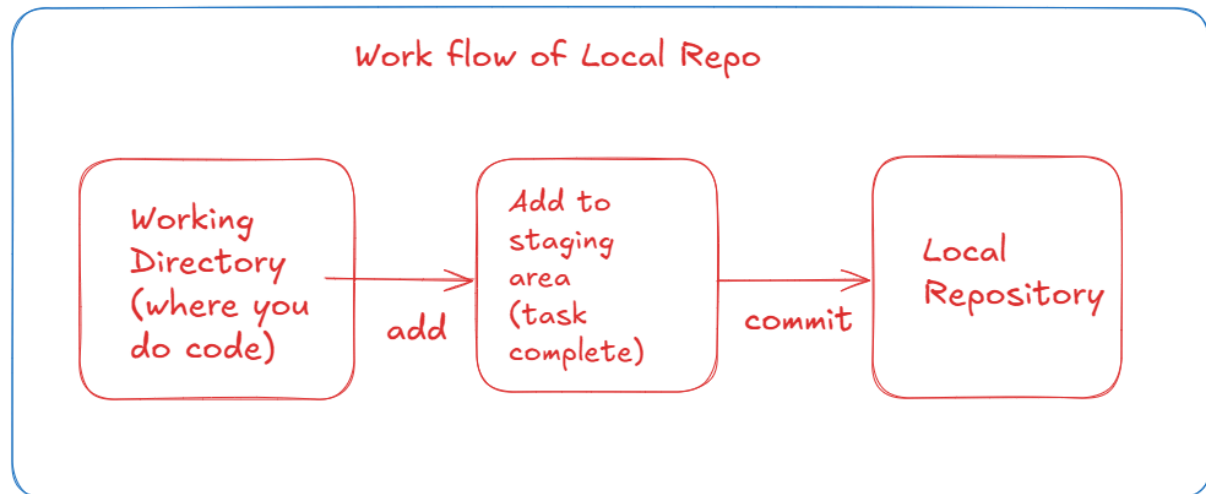 Work flow of Local Repo
Working
Directory
(where you
do code)
add
Add to
staging
area
(task
complete)
commit
Local
Repository